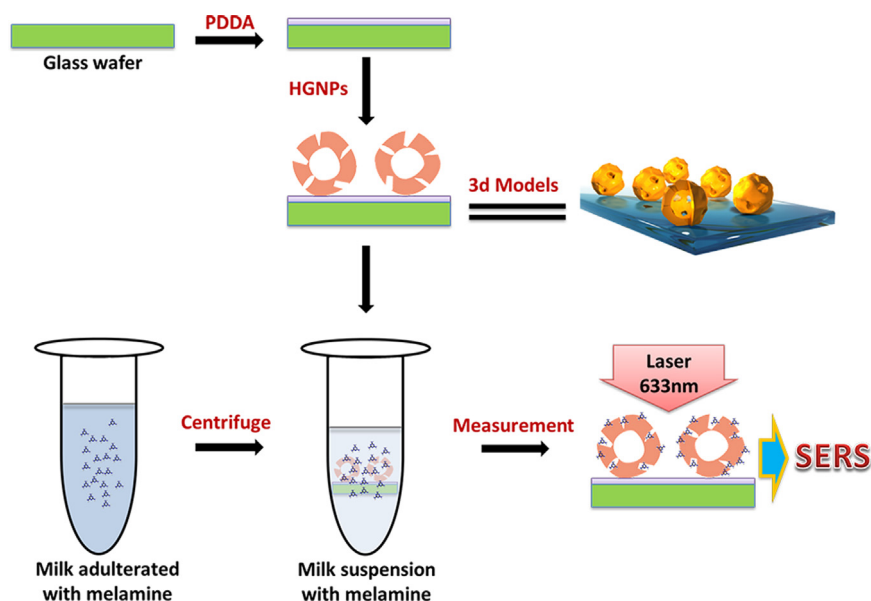 PDDA
Glass wafer
HGNPs
3d Models
Laser
633nm
Centrifuge
Measurement
SERS
Milk adulterated
with melamine
Milk suspension
with melamine